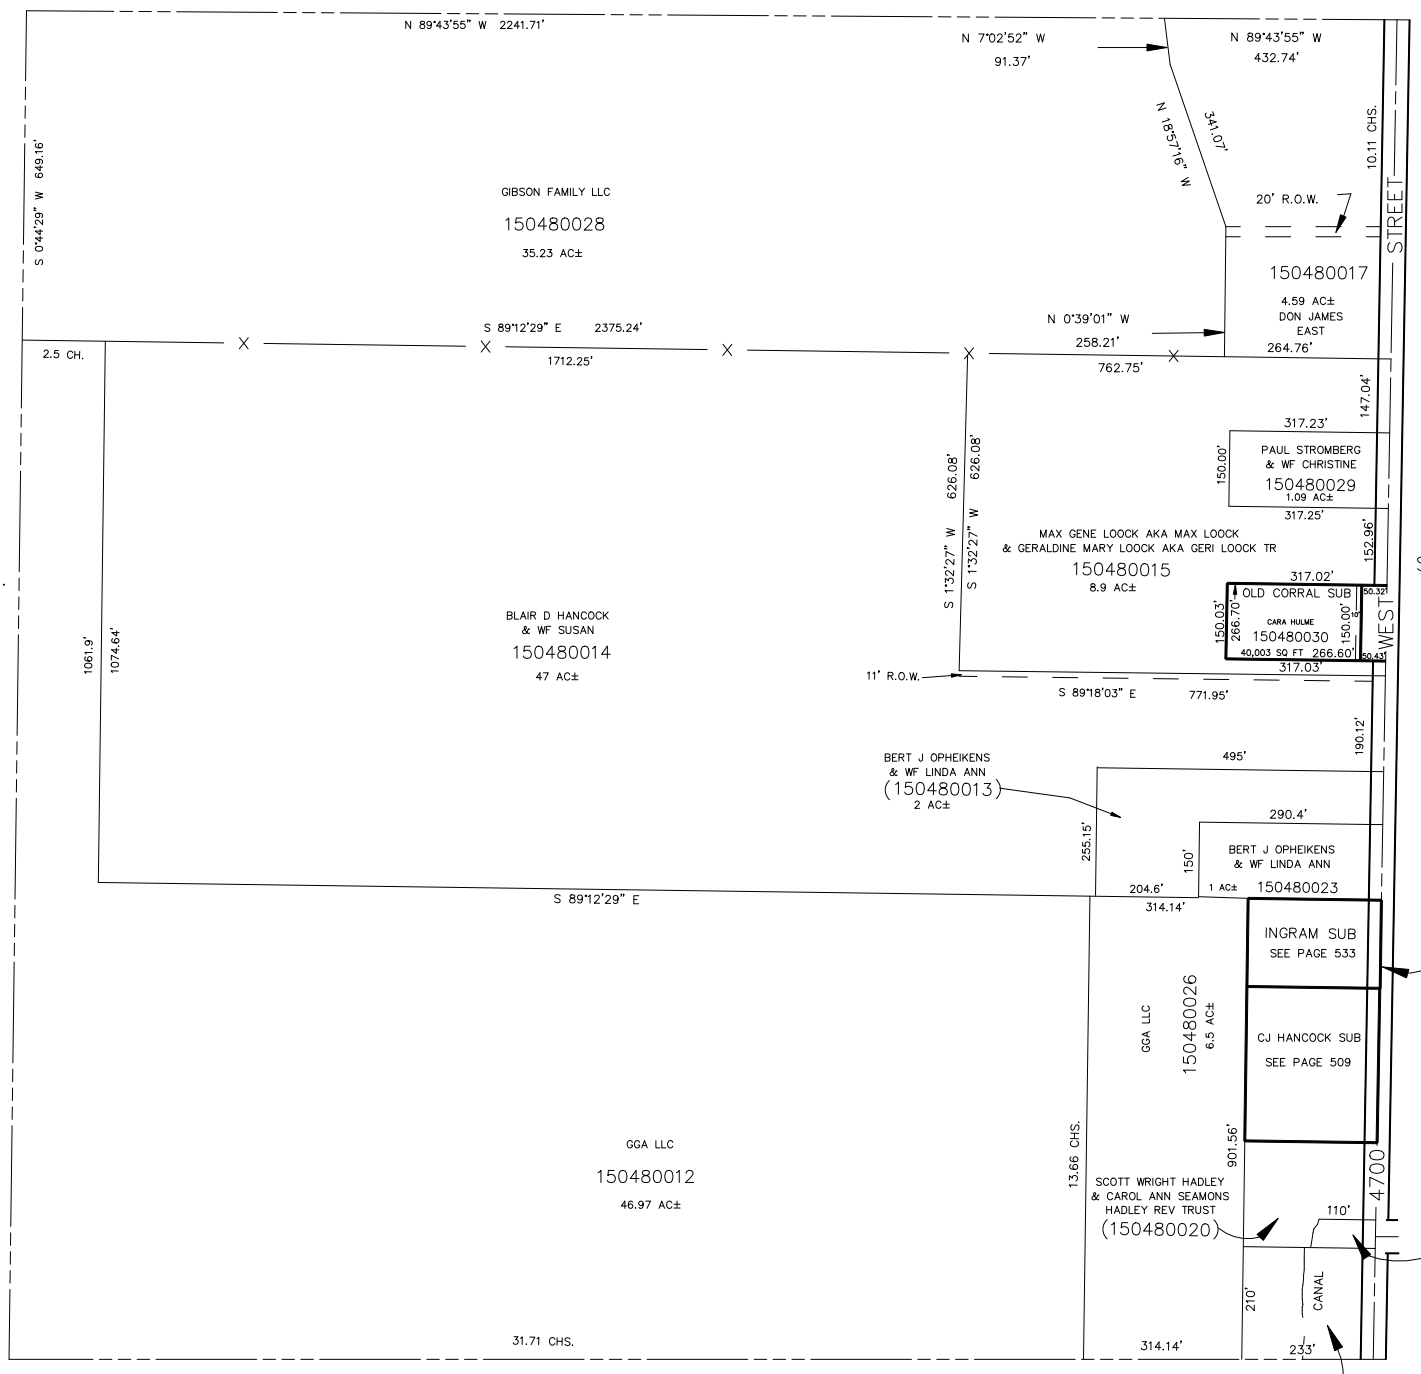 N 89°43'55" W 2241.71'
N 7°02'52" W
91.37'
N 89°43'55" W
432.74'
S 0°44'29" W 649.16'
N 18°57'16" W
341.07'
10.11 CHS.
STREET
GIBSON FAMILY LLC
150480028
35.23 AC±
20' R.O.W.
150480017
4.59 AC±
DON JAMES
EAST
264.76'
N 0°39'01" W
258.21'
S 89°12'29" E 2375.24'
2.5 CH.
1712.25'
762.75'
X X X X X
147.04'
317.23'
PAUL STROMBERG
& WF CHRISTINE
150480029
1.09 AC±
150.00'
317.25'
152.96'
S 1°32'27" W 626.08'
S 1°32'27" W 626.08'
MAX GENE LOOCK AKA MAX LOOCK
& GERALDINE MARY LOOCK AKA GERI LOOCK TR
150480015
8.9 AC±
317.02'
OLD CORRAL SUB
50.32'
150.03'
266.70'
CARA HULME
150480030
40,003 SQ FT 266.60'
150.00'
10'
50.43'
WEST
317.03'
BLAIR D HANCOCK
& WF SUSAN
150480014
47 AC±
1061.9'
1074.64'
11' R.O.W.
S 89°18'03" E 771.95'
190.12'
BERT J OPHEIKENS
& WF LINDA ANN
(150480013)
2 AC±
495'
255.15'
290.4'
150'
BERT J OPHEIKENS
& WF LINDA ANN
1 AC± 150480023
204.6'
314.14'
S 89°12'29" E
INGRAM SUB
SEE PAGE 533
GGA LLC
150480026
6.5 AC±
CJ HANCOCK SUB
SEE PAGE 509
GGA LLC
150480012
46.97 AC±
13.66 CHS.
901.56'
4700
SCOTT WRIGHT HADLEY
& CAROL ANN SEAMONS
HADLEY REV TRUST
(150480020)
110'
210'
CANAL
31.71 CHS.
314.14'
233'